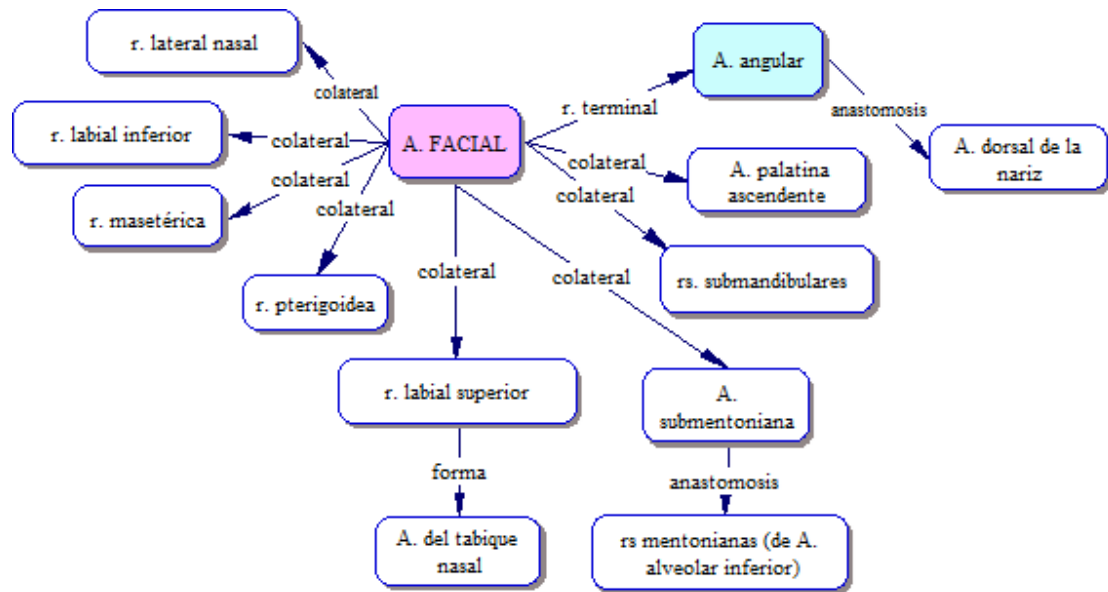 r. lateral nasal
A. angular
colateral
r. terminal
anastomosis
r. labial inferior
colateral
A. FACIAL
colateral
A. dorsal de la
nariz
colateral
colateral
A. palatina
ascendente
r. masetérica
colateral
colateral
colateral
rs. submandibulares
r. pterigoidea
r. labial superior
A.
submentoniana
forma
anastomosis
A. del tabique
nasal
rs mentonianas (de A.
alveolar inferior)